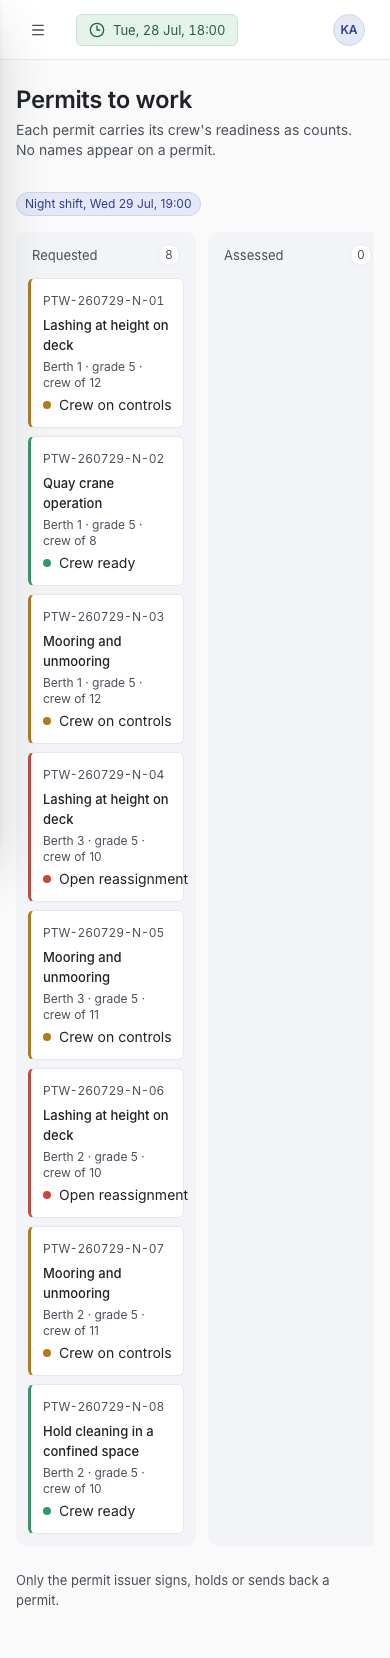 Tue, 28 Jul, 18:00
KA
Permits to work
Each permit carries its crew's readiness as counts.
No names appear on a permit.
Night shift, Wed 29 Jul, 19:00
Requested 8
Assessed 0
PTW-260729-N-01
Lashing at height on
deck
Berth 1 · grade 5 ·
crew of 12
Crew on controls
PTW-260729-N-02
Quay crane
operation
Berth 1 · grade 5 ·
crew of 8
Crew ready
PTW-260729-N-03
Mooring and
unmooring
Berth 1 · grade 5 ·
crew of 12
Crew on controls
PTW-260729-N-04
Lashing at height on
deck
Berth 3 · grade 5 ·
crew of 10
Open reassignment
PTW-260729-N-05
Mooring and
unmooring
Berth 3 · grade 5 ·
crew of 11
Crew on controls
PTW-260729-N-06
Lashing at height on
deck
Berth 2 · grade 5 ·
crew of 10
Open reassignment
PTW-260729-N-07
Mooring and
unmooring
Berth 2 · grade 5 ·
crew of 11
Crew on controls
PTW-260729-N-08
Hold cleaning in a
confined space
Berth 2 · grade 5 ·
crew of 10
Crew ready
Only the permit issuer signs, holds or sends back a
permit.